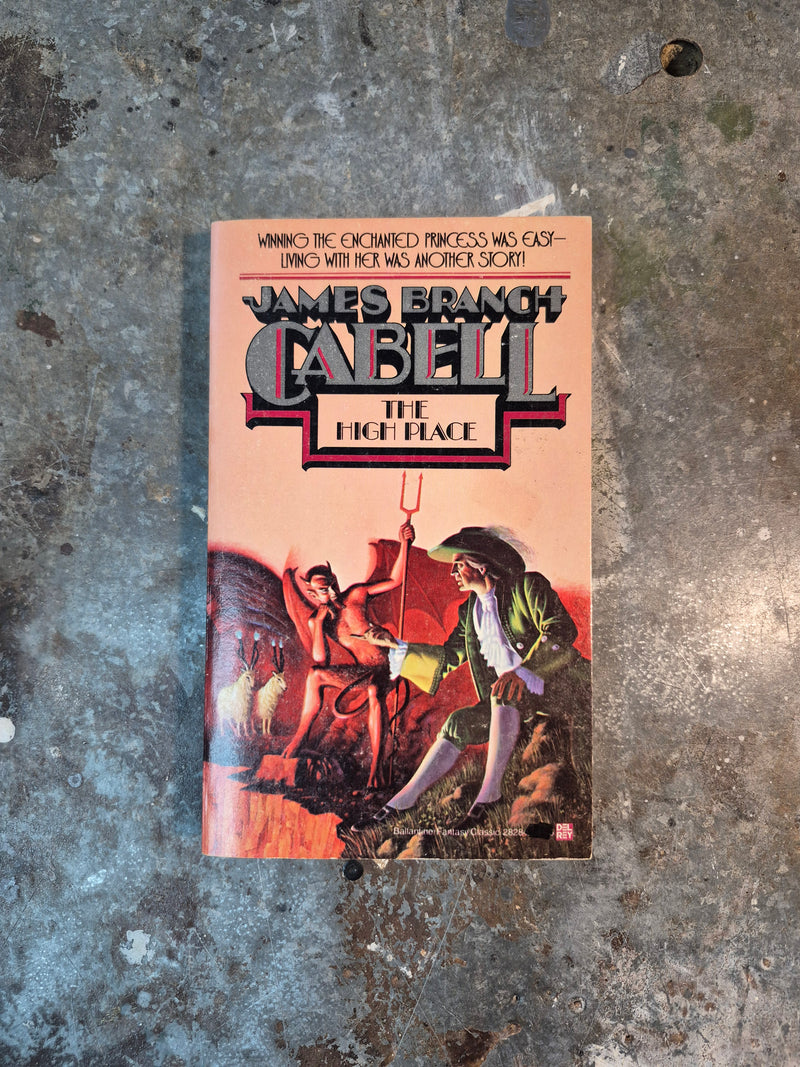 WINNING THE ENCHANTED PRINCESS WAS EASY—
LIVING WITH HER WAS ANOTHER STORY!
JAMES BRANCH
CABELL
THE
HIGH PLACE
Ballantine Fantasy Classic 2828
DEL
REY